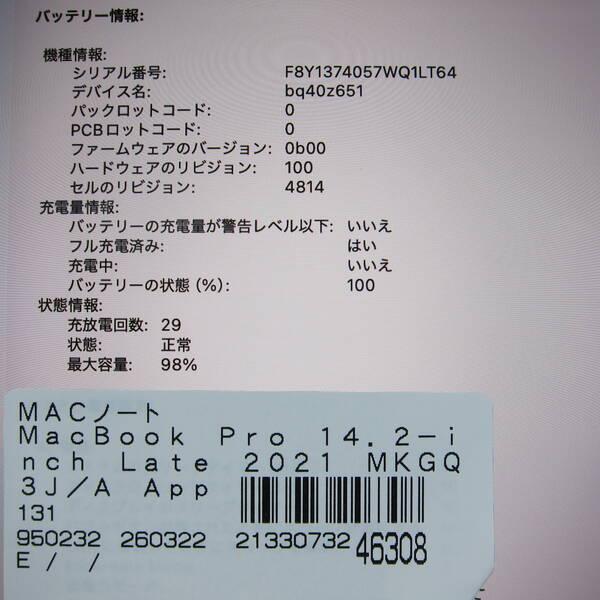 バッテリー情報:
機種情報:
シリアル番号: F8Y1374057WQ1LT64
デバイス名: bq40z651
パックロットコード: 0
PCBロットコード: 0
ファームウェアのバージョン: 0b00
ハードウェアのリビジョン: 100
セルのリビジョン: 4814
充電量情報:
バッテリーの充電量が警告レベル以下: いいえ
フル充電済み: はい
充電中: いいえ
バッテリーの状態 (%): 100
状態情報:
充放電回数: 29
状態: 正常
最大容量: 98%
MACノート
MacBook Pro 14.2-i
nch Late 2021 MKGQ
3J/A App
131
950232 260322 21330732 46308
E / /